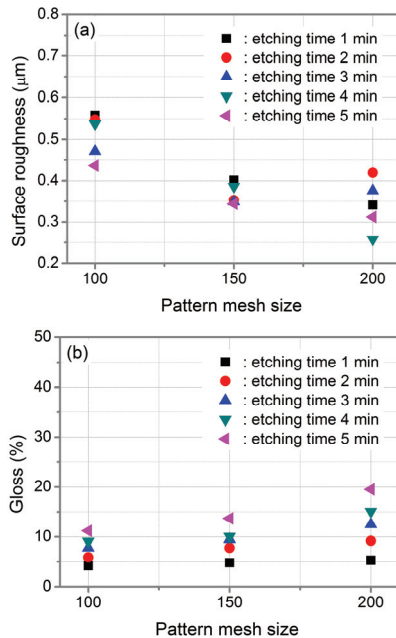 (a)
: etching time 1 min
: etching time 2 min
: etching time 3 min
: etching time 4 min
: etching time 5 min
Surface roughness (μm)
0.8
0.7
0.6
0.5
0.4
0.3
0.2
100 150 200
Pattern mesh size
(b)
: etching time 1 min
: etching time 2 min
: etching time 3 min
: etching time 4 min
: etching time 5 min
Gloss (%)
50
40
30
20
10
0
100 150 200
Pattern mesh size